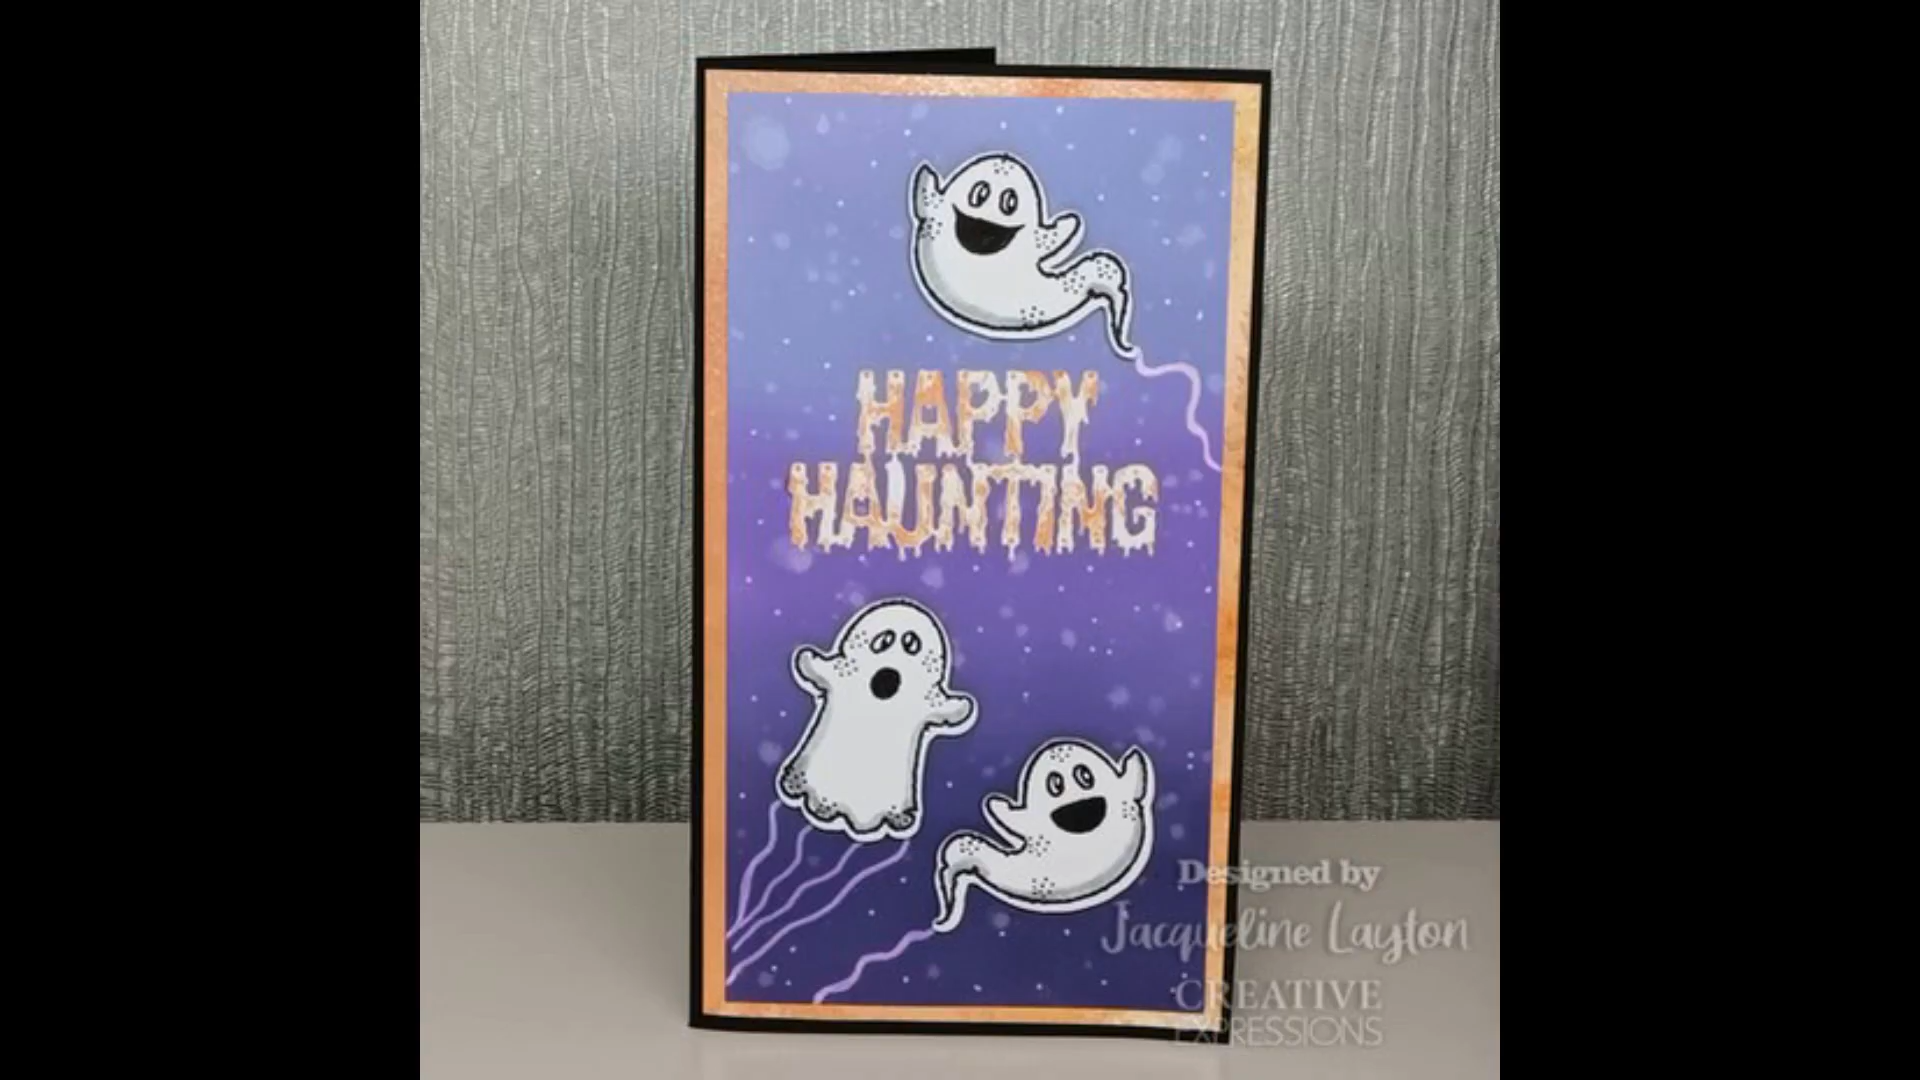 HAPPY
HAUNTING
Designed by
Jacqueline Layton
CREATIVE
EXPRESSIONS